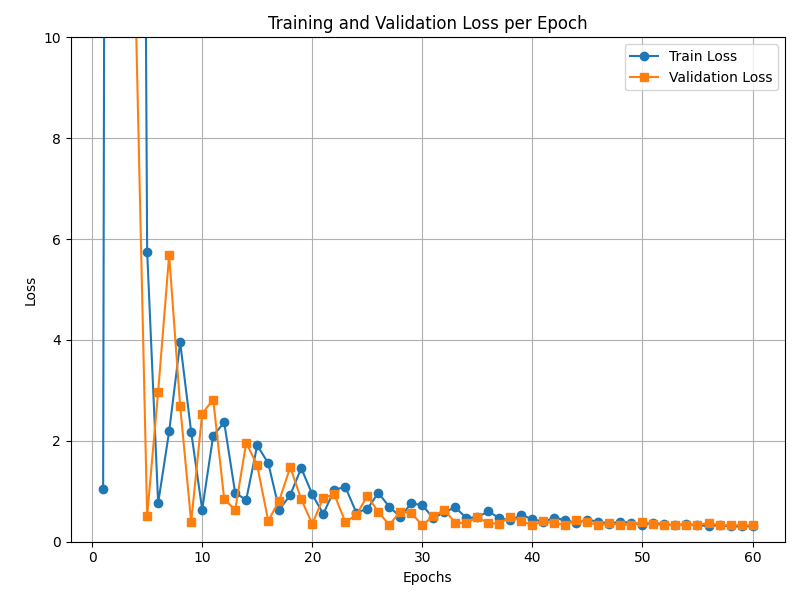 Training and Validation Loss per Epoch
Train Loss
Validation Loss
Loss
10
8
6
4
2
0
0 10 20 30 40 50 60
Epochs